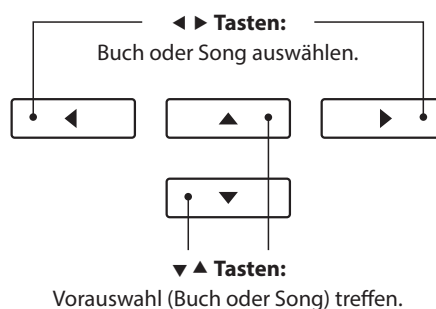 ◀ ▶ Tasten:
Buch oder Song auswählen.
◀
▲
▶
▼
▼ ▲ Tasten:
Vorauswahl (Buch oder Song) treffen.